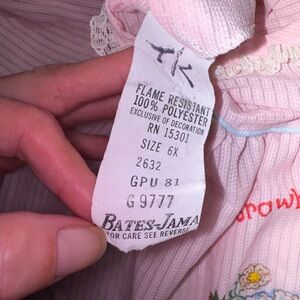 FLAME RESISTANT
100% POLYESTER
EXCLUSIVE OF DECORATION
RN 15301
SIZE 6X
2632
GPU 81
G 9777
BATES-JAMA
FOR CARE SEE REVERSE